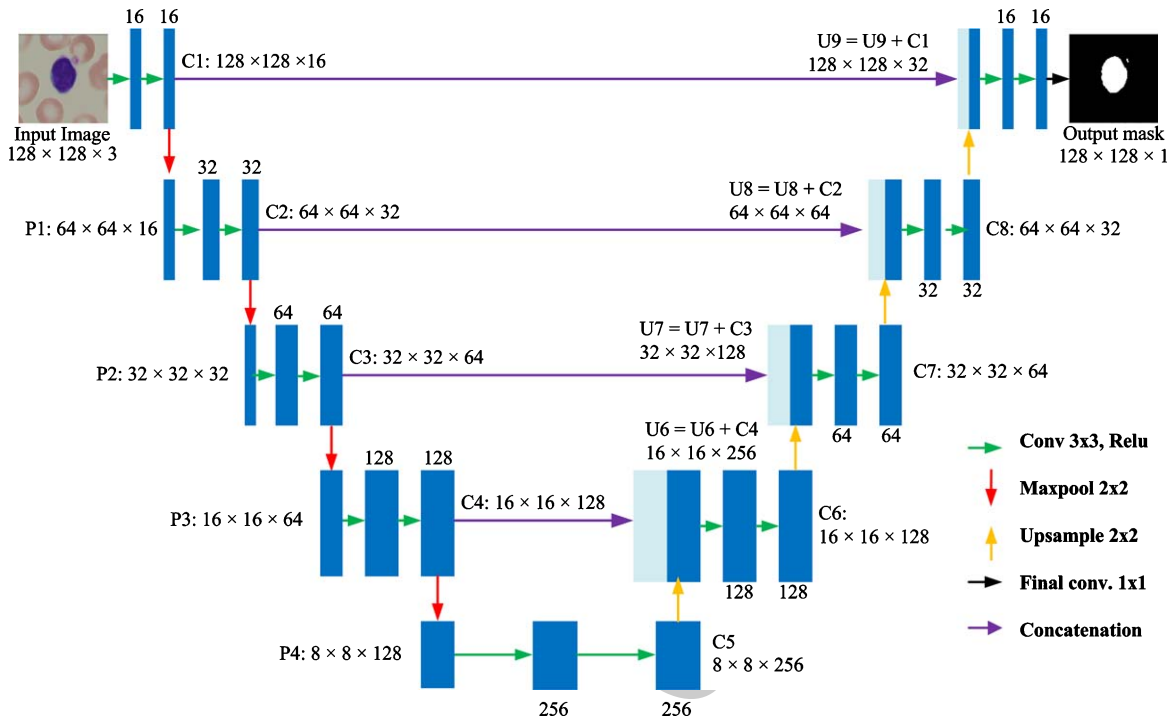 16 16
C1: 128 ×128 ×16
U9 = U9 + C1
128 × 128 × 32
16 16
Input Image
128 × 128 × 3
Output mask
128 × 128 × 1
32 32
P1: 64 × 64 × 16
C2: 64 × 64 × 32
U8 = U8 + C2
64 × 64 × 64
C8: 64 × 64 × 32
32 32
64 64
P2: 32 × 32 × 32
C3: 32 × 32 × 64
U7 = U7 + C3
32 × 32 ×128
C7: 32 × 32 × 64
64 64
128 128
P3: 16 × 16 × 64
C4: 16 × 16 × 128
U6 = U6 + C4
16 × 16 × 256
C6:
16 × 16 × 128
128 128
P4: 8 × 8 × 128
C5
8 × 8 × 256
256 256
Conv 3x3, Relu
Maxpool 2x2
Upsample 2x2
Final conv. 1x1
Concatenation